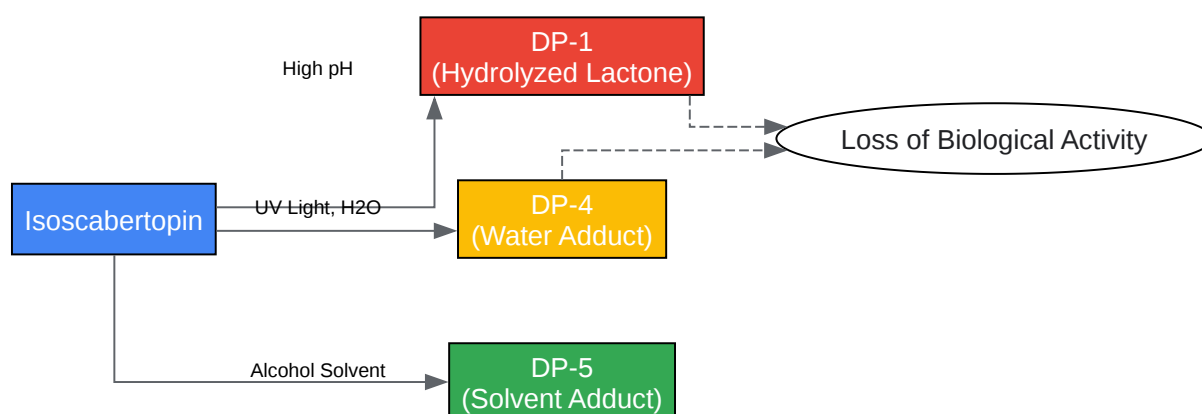 DP-1
(Hydrolyzed Lactone)
High pH
Loss of Biological Activity
Isoscabertopin
UV Light, H2O
DP-4
(Water Adduct)
Alcohol Solvent
DP-5
(Solvent Adduct)